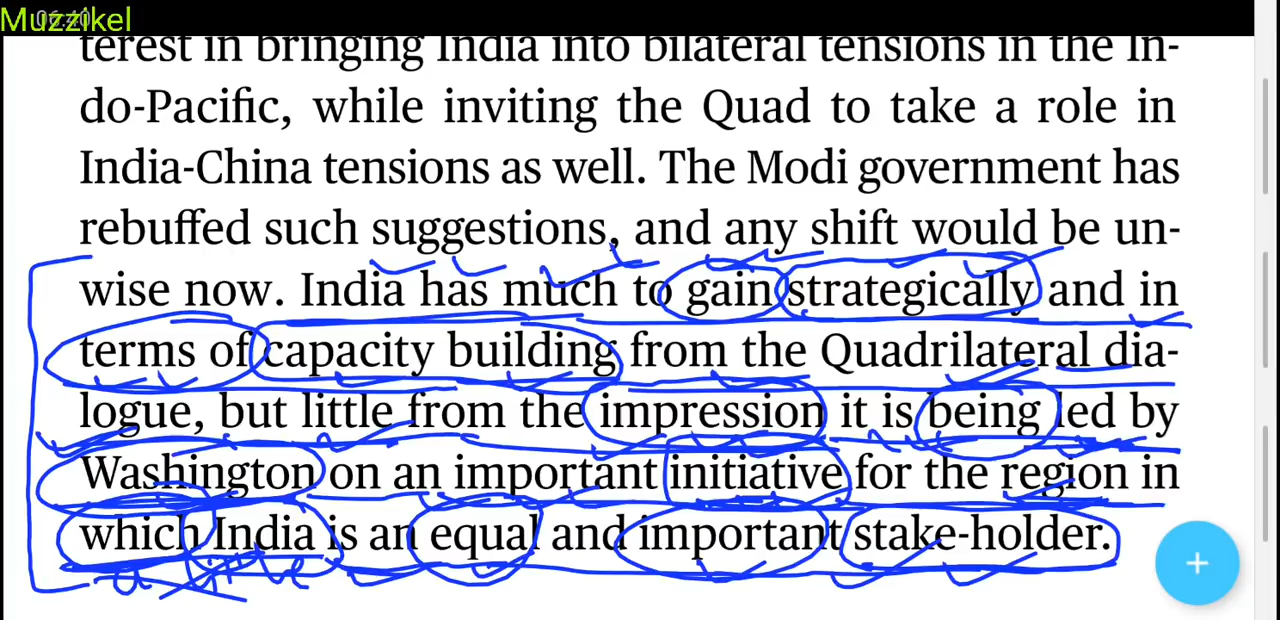 Muzzikel
06:40
terest in bringing India into bilateral tensions in the In-
do-Pacific, while inviting the Quad to take a role in
India-China tensions as well. The Modi government has
rebuffed such suggestions, and any shift would be un-
wise now. India has much to gain strategically and in
terms of capacity building from the Quadrilateral dia-
logue, but little from the impression it is being led by
Washington on an important initiative for the region in
which India is an equal and important stake-holder.